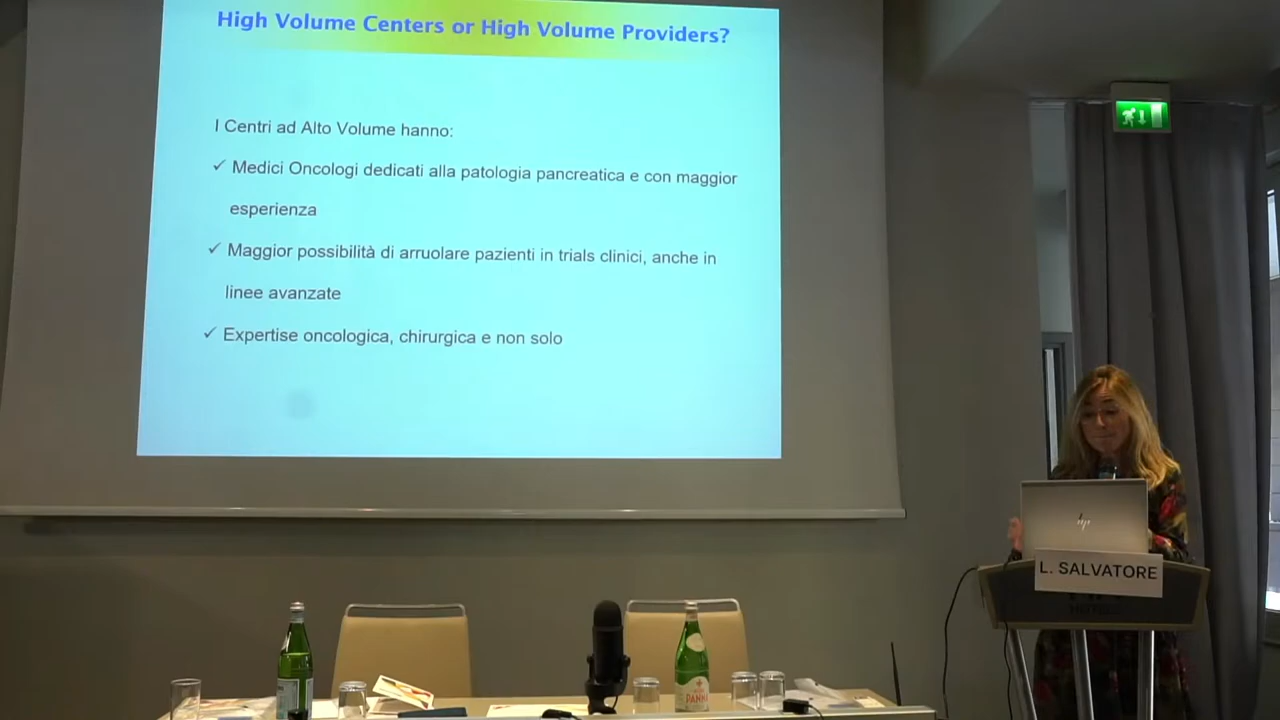 High Volume Centers or High Volume Providers?
I Centri ad Alto Volume hanno:
✓ Medici Oncologi dedicati alla patologia pancreatica e con maggior
esperienza
✓ Maggior possibilità di arruolare pazienti in trials clinici, anche in
linee avanzate
✓ Expertise oncologica, chirurgica e non solo
hp
L. SALVATORE
PANNA